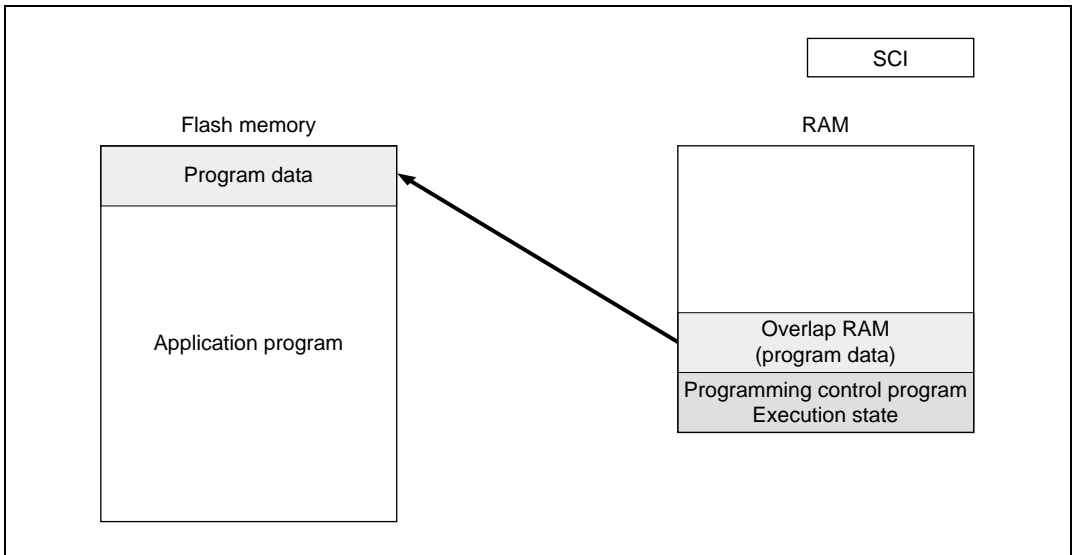 SCI
Flash memory
RAM
Program data
Application program
Overlap RAM
(program data)
Programming control program
Execution state